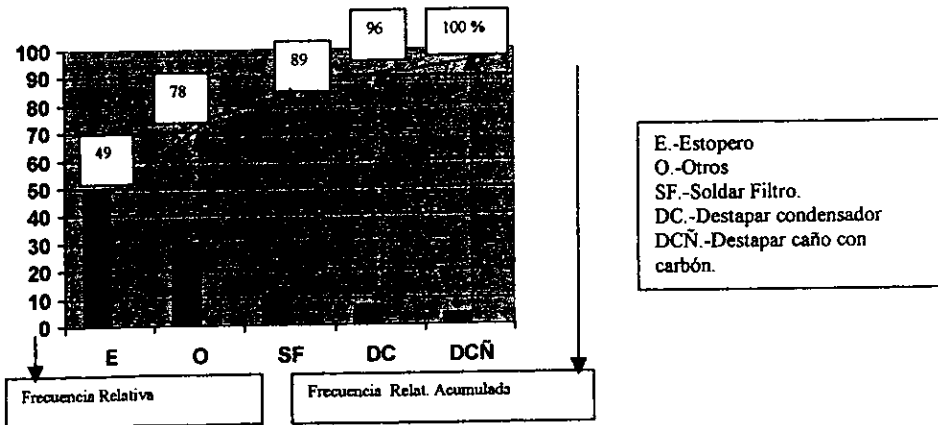 96
100 %
89
78
49
100
90
80
70
60
50
40
30
20
10
0
E O SF DC DCÑ
Frecuencia Relativa
Frecuencia Relat. Acumulada
E.-Estopero
O.-Otros
SF.-Soldar Filtro.
DC.-Destapar condensador
DCÑ.-Destapar caño con
carbón.